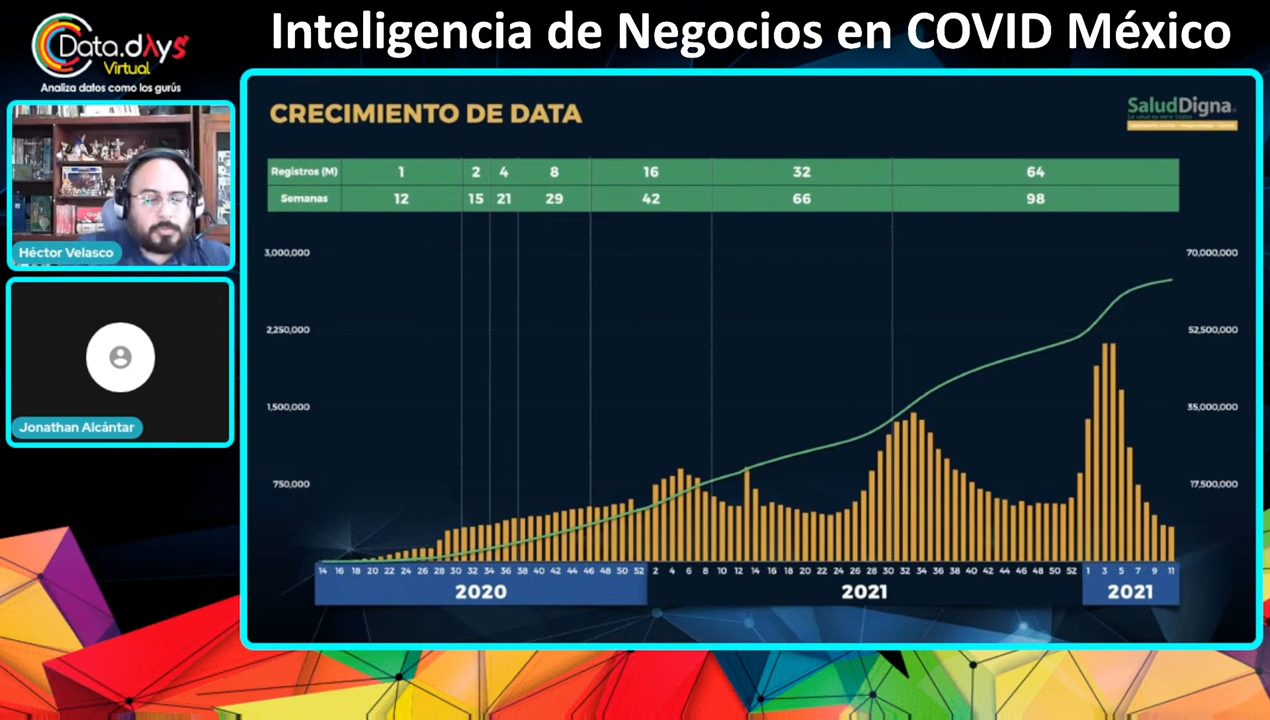 Data.dAys
Virtual
Analiza datos como los gurús
Inteligencia de Negocios en COVID México
Héctor Velasco
Jonathan Alcántar
CRECIMIENTO DE DATA
SaludDigna
Registros (M) 1 2 4 8 16 32 64
Semanas 12 15 21 29 42 66 98
3,000,000 70,000,000
2,250,000 52,500,000
1,500,000 35,000,000
750,000 17,500,000
14 16 18 20 22 24 26 28 30 32 34 36 38 40 42 44 46 48 50 52 2 4 6 8 10 12 14 16 18 20 22 24 26 28 30 32 34 36 38 40 42 44 46 48 50 52 1 3 5 7 9 11
2020 2021 2021